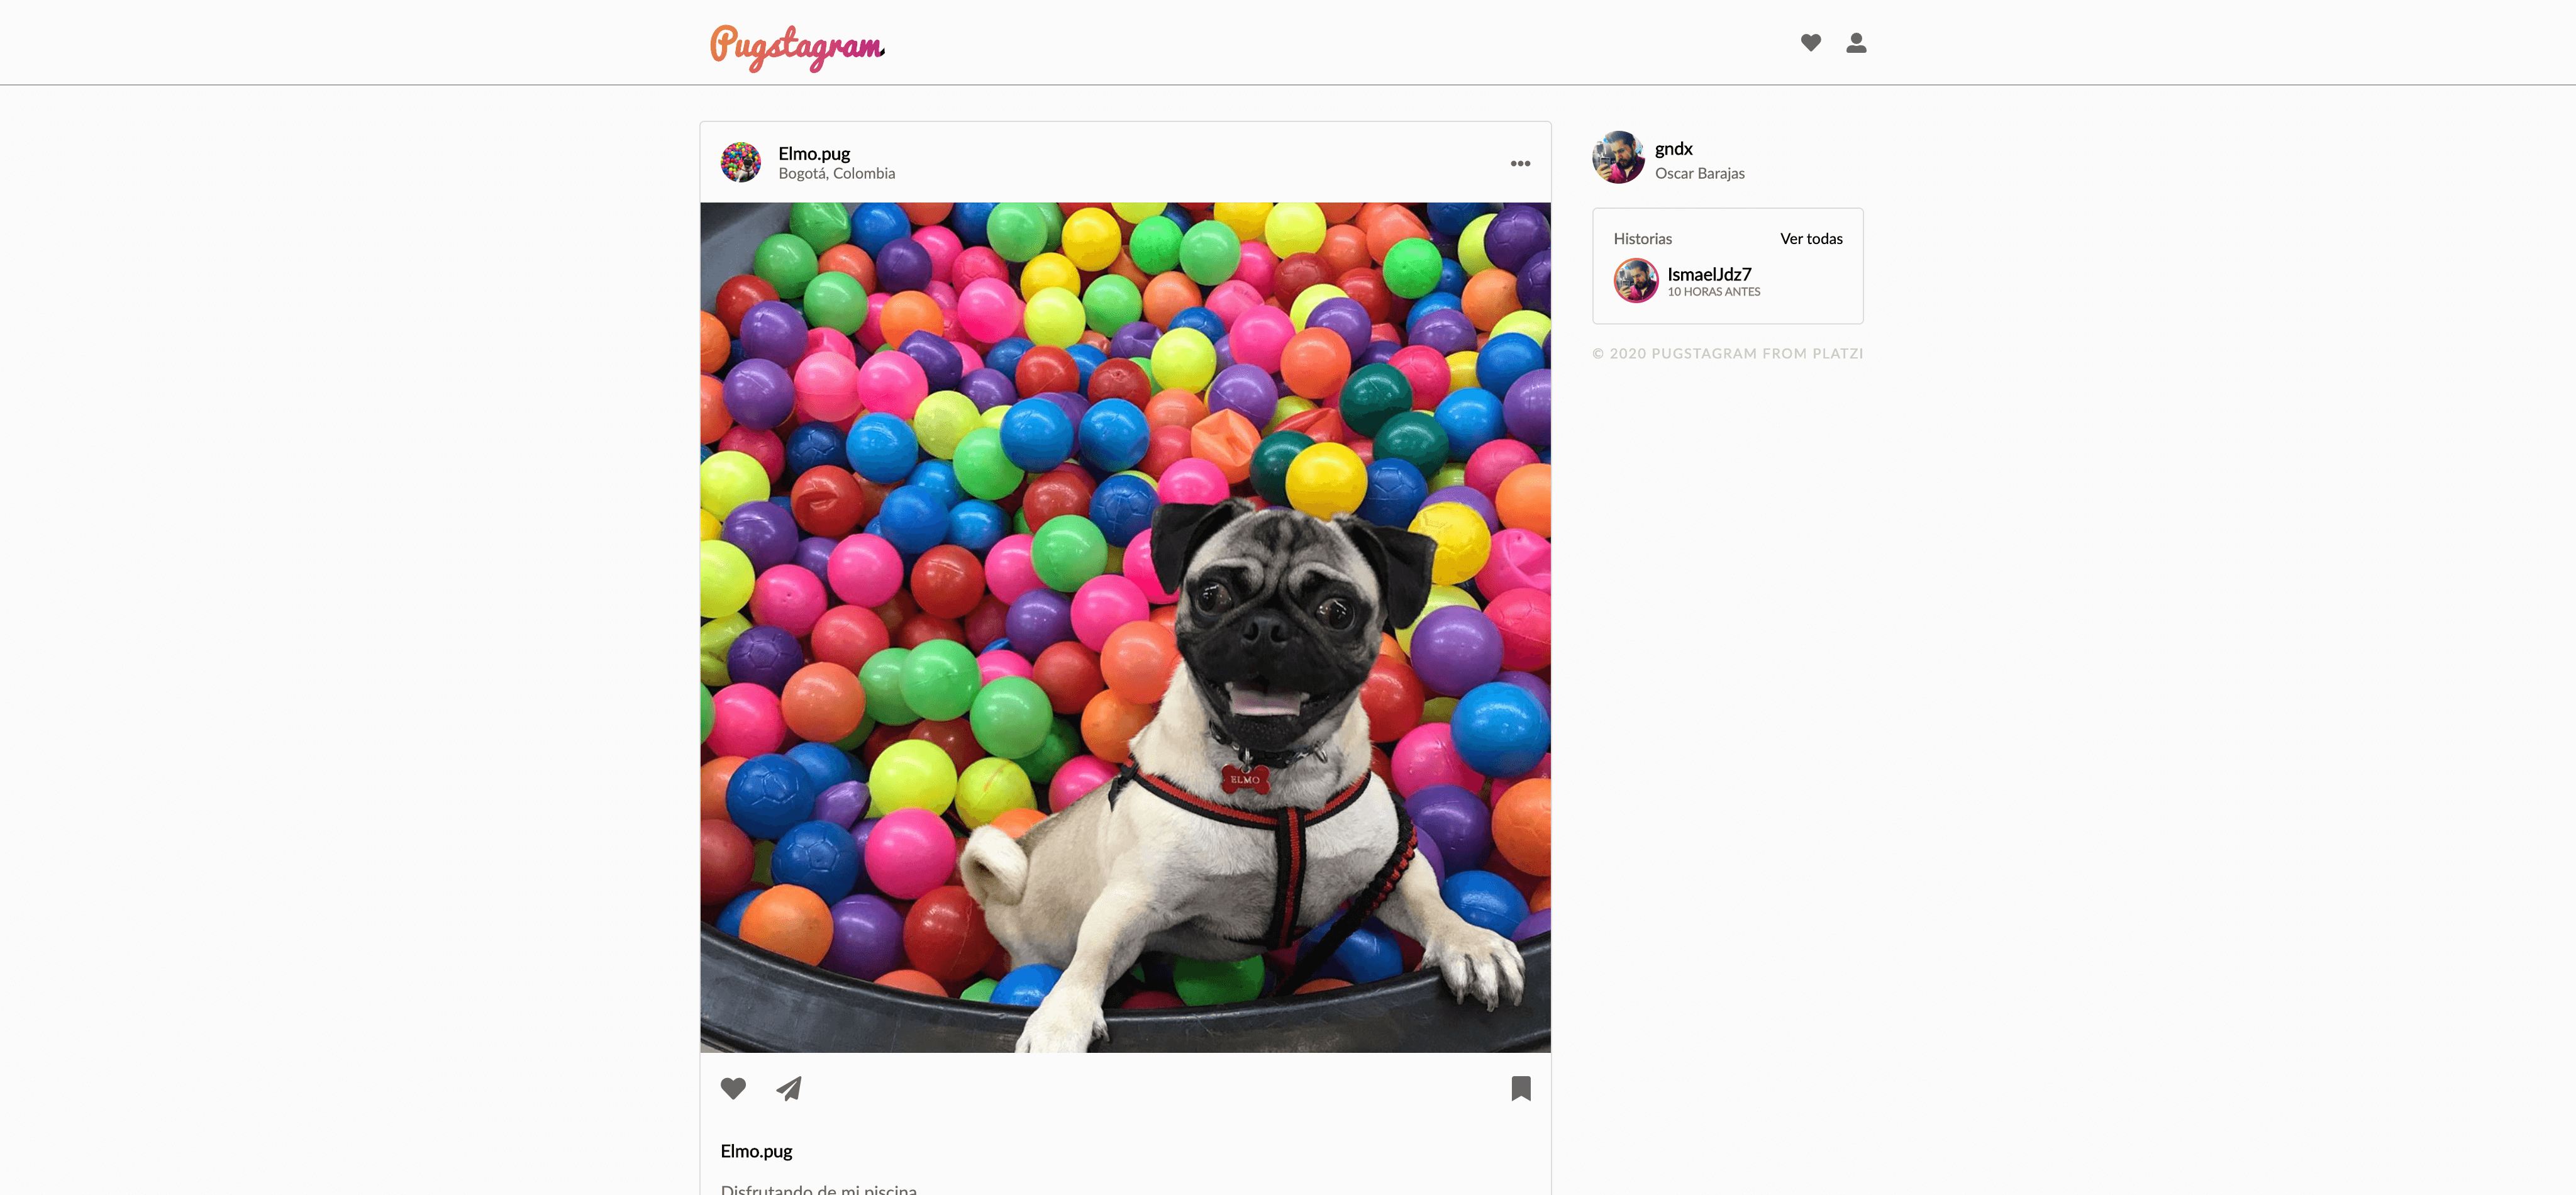 Pugstagram
Elmo.pug
Bogotá, Colombia
ELMO
Elmo.pug
Disfrutando de mi piscina
gndx
Oscar Barajas
Historias
Ver todas
IsmaelJdz7
10 HORAS ANTES
© 2020 PUGSTAGRAM FROM PLATZI